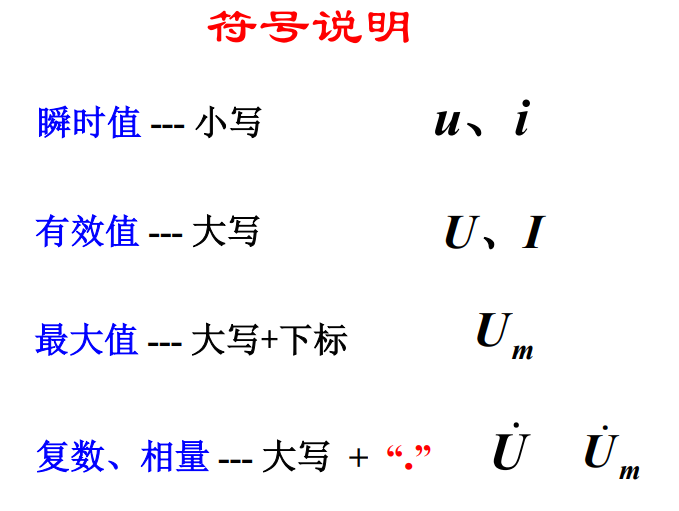 符号说明
瞬时值 --- 小写 u、i
有效值 --- 大写 U、I
最大值 --- 大写+下标 Uₘ
复数、相量 --- 大写 + “.” U̇ U̇ₘ